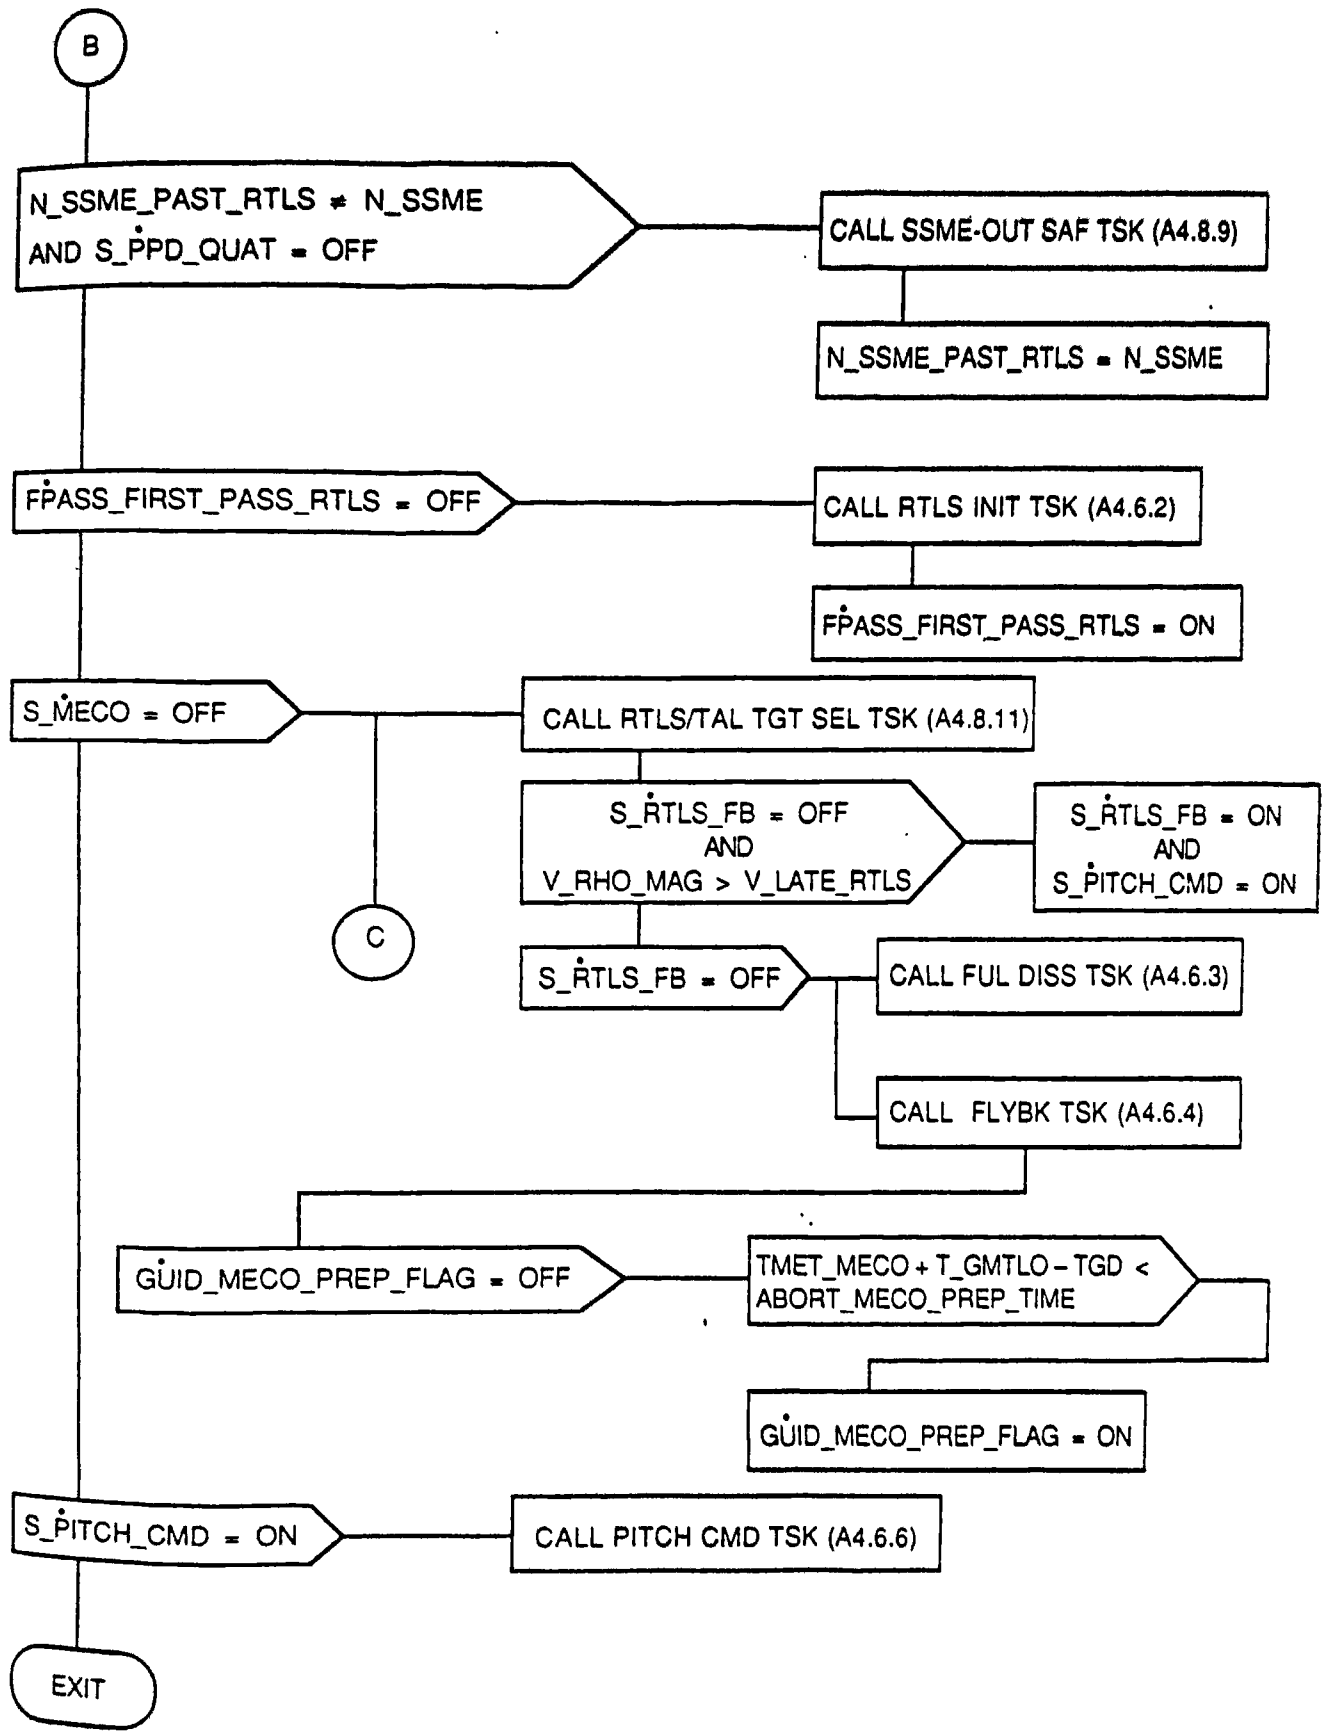 B
N_SSME_PAST_RTLS ≠ N_SSME
AND S_PPD_QUAT = OFF
CALL SSME-OUT SAF TSK (A4.8.9)
N_SSME_PAST_RTLS = N_SSME
FPASS_FIRST_PASS_RTLS = OFF
CALL RTLS INIT TSK (A4.6.2)
FPASS_FIRST_PASS_RTLS = ON
S_MECO = OFF
CALL RTLS/TAL TGT SEL TSK (A4.8.11)
S_RTLS_FB = OFF
AND
V_RHO_MAG > V_LATE_RTLS
S_RTLS_FB = ON
AND
S_PITCH_CMD = ON
C
S_RTLS_FB = OFF
CALL FUL DISS TSK (A4.6.3)
CALL FLYBK TSK (A4.6.4)
GUID_MECO_PREP_FLAG = OFF
TMET_MECO + T_GMTLO – TGD <
ABORT_MECO_PREP_TIME
GUID_MECO_PREP_FLAG = ON
S_PITCH_CMD = ON
CALL PITCH CMD TSK (A4.6.6)
EXIT